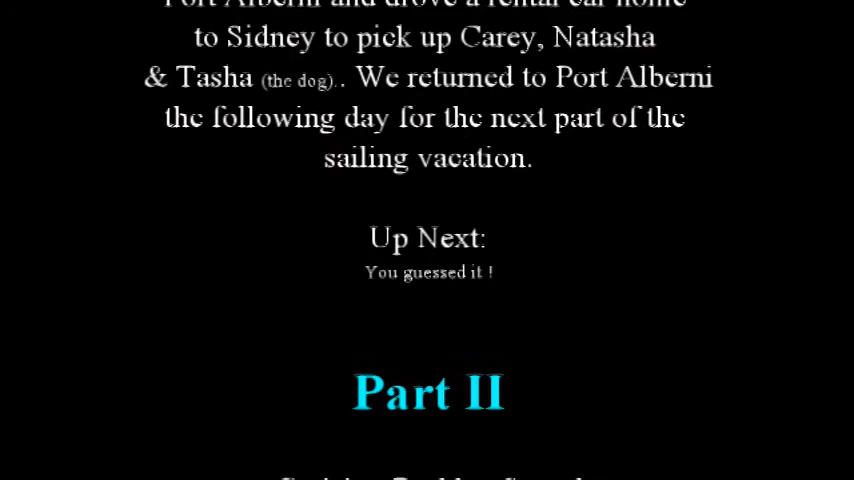 Port Alberni and drove a rental car home
to Sidney to pick up Carey, Natasha
& Tasha (the dog).. We returned to Port Alberni
the following day for the next part of the
sailing vacation.
Up Next:
You guessed it !
Part II